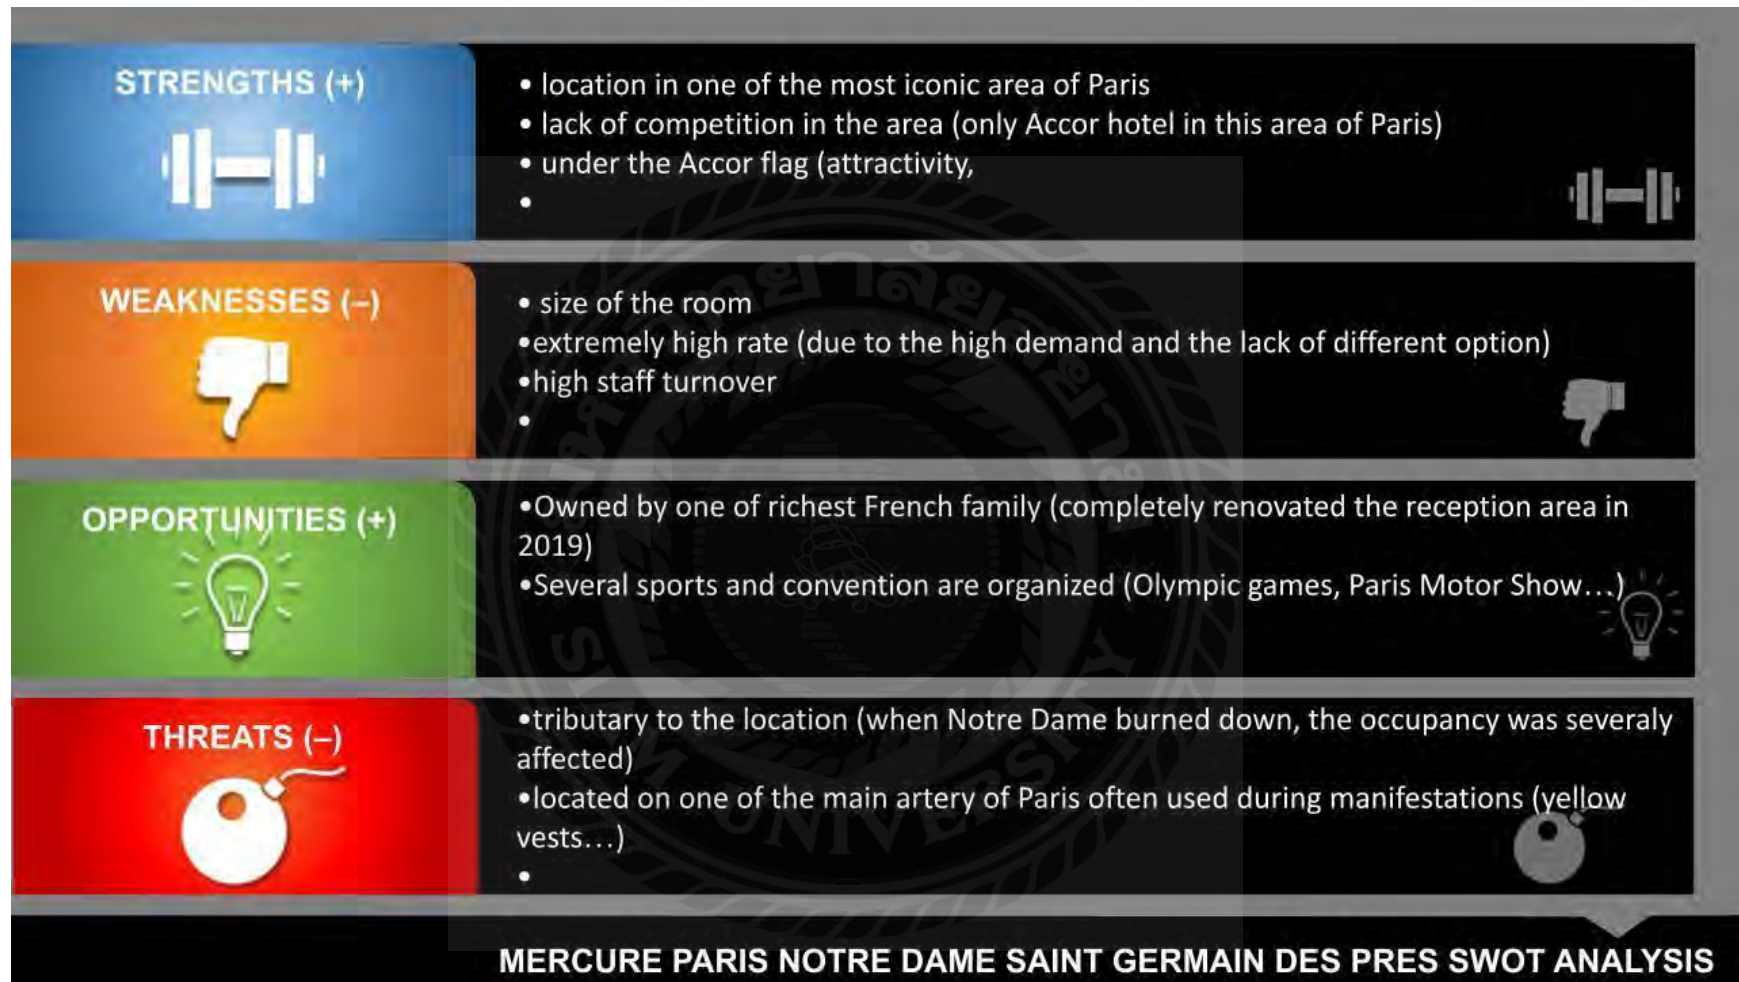 STRENGTHS (+)
• location in one of the most iconic area of Paris
• lack of competition in the area (only Accor hotel in this area of Paris)
• under the Accor flag (attractivity,
•
WEAKNESSES (–)
• size of the room
•extremely high rate (due to the high demand and the lack of different option)
•high staff turnover
•
OPPORTUNITIES (+)
•Owned by one of richest French family (completely renovated the reception area in
2019)
•Several sports and convention are organized (Olympic games, Paris Motor Show…)
THREATS (–)
•tributary to the location (when Notre Dame burned down, the occupancy was severaly
affected)
•located on one of the main artery of Paris often used during manifestations (yellow
vests…)
•
MERCURE PARIS NOTRE DAME SAINT GERMAIN DES PRES SWOT ANALYSIS
UNIVERSITY